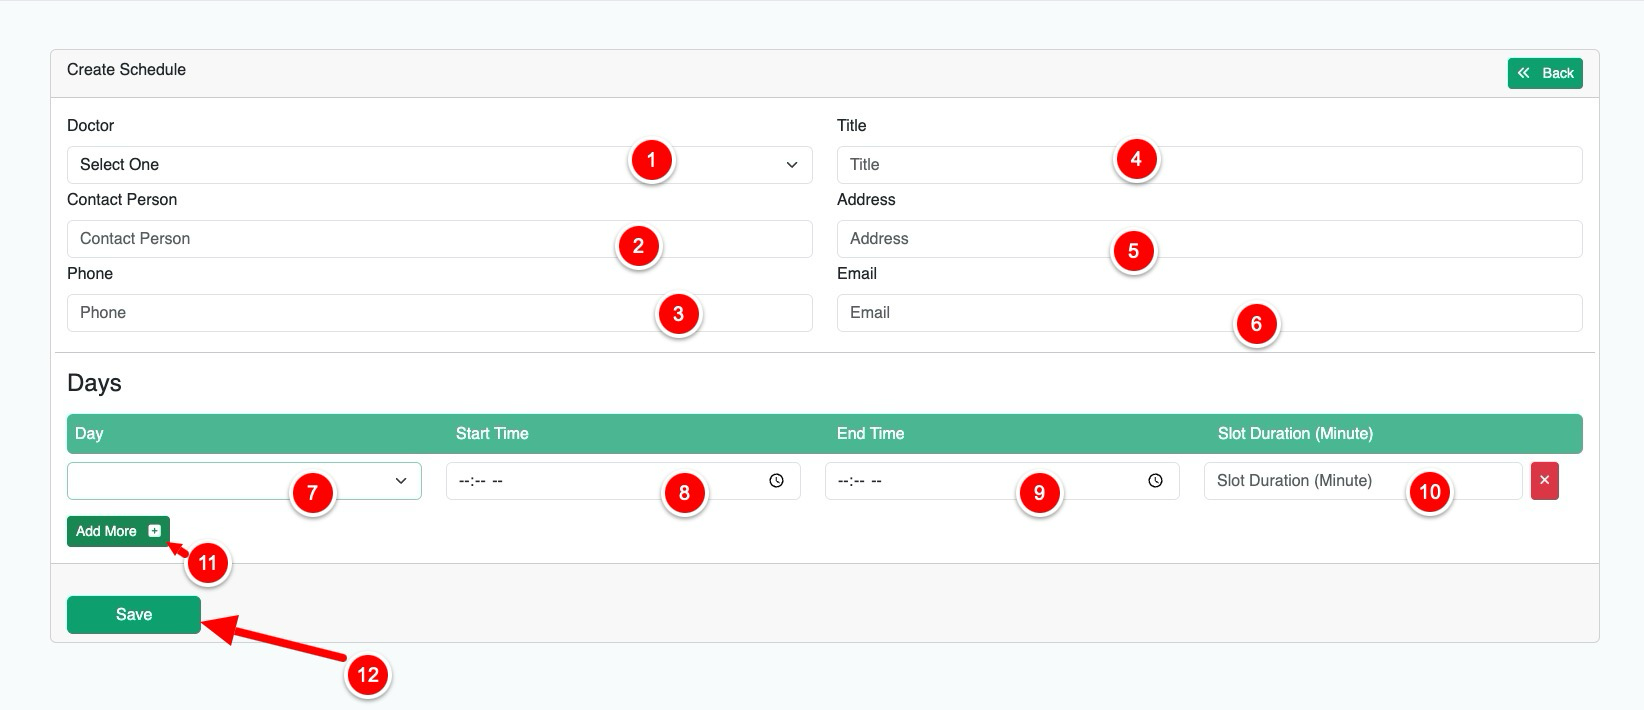 Create Schedule
Back
Doctor
Title
Select One
1
Title
4
Contact Person
Address
Contact Person
2
Address
5
Phone
Email
Phone
3
Email
6
Days
Day
Start Time
End Time
Slot Duration (Minute)
7
--:-- --
8
--:-- --
9
Slot Duration (Minute)
10
Add More
11
Save
12